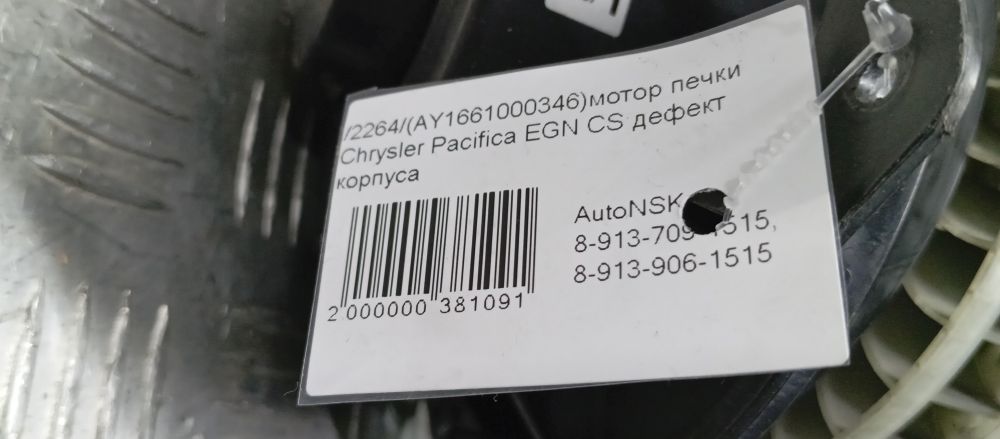 /2264/(AY1661000346)мотор печки
Chrysler Pacifica EGN CS дефект
корпуса
AutoNSK
8-913-709-1515,
8-913-906-1515
2 000000 381091